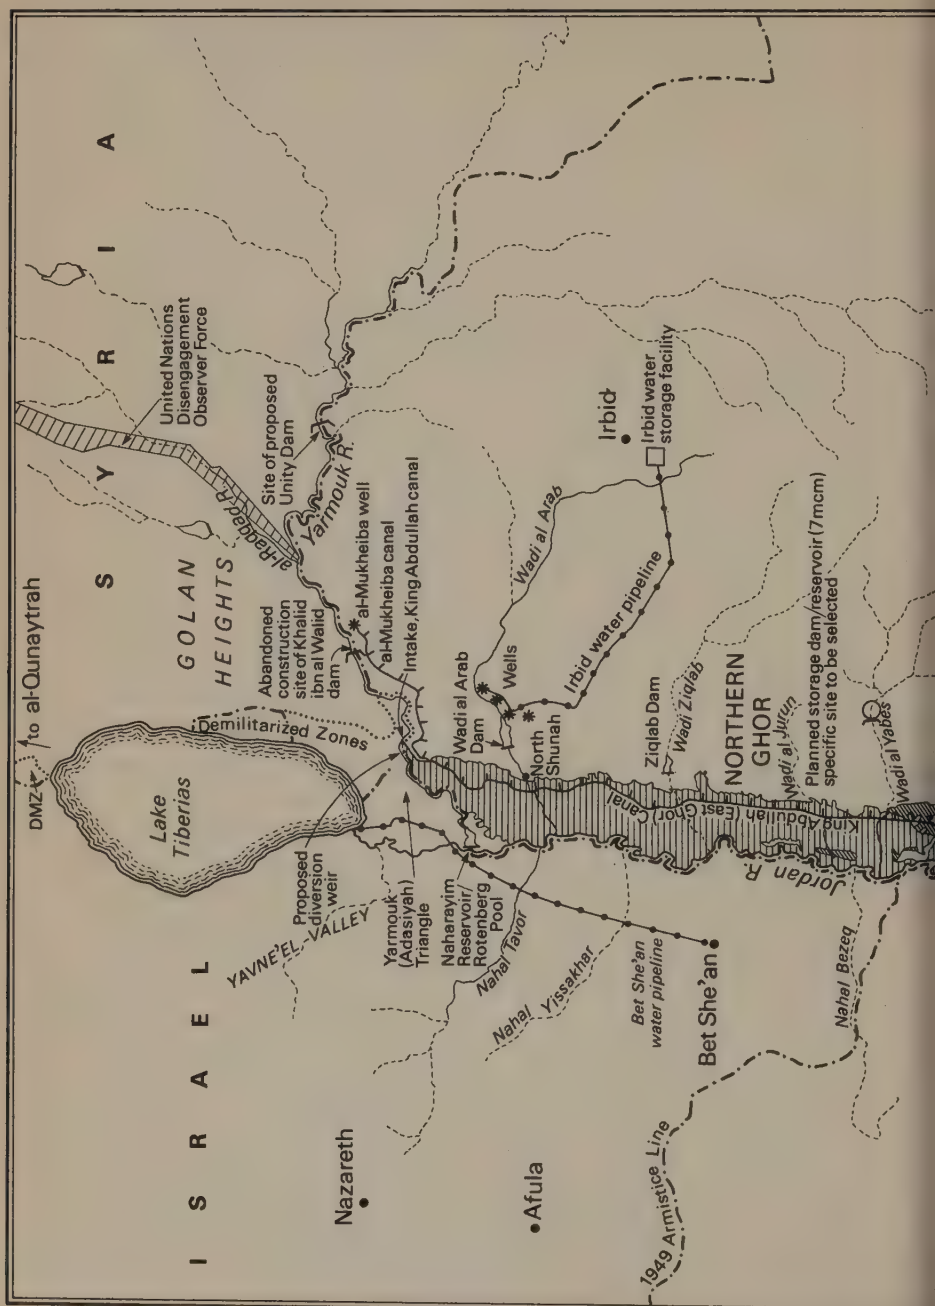 I S R A E L
S Y R I A
DMZ
to al-Qunaytrah
Lake
Tiberias
GOLAN
HEIGHTS
United Nations
Disengagement
Observer Force
al-Raqqad R.
Demilitarized Zones
Site of proposed
Unity Dam
Yarmouk R.
Abandoned
construction
site of Khalid
ibn al Walid
dam
al-Mukheiba well
al-Mukheiba canal
Intake, King Abdullah canal
Proposed
diversion
weir
YAVNE'EL VALLEY
Yarmouk
(Adasiyah)
Triangle
Naharayim
Reservoir/
Rotenberg
Pool
Nazareth
Afula
Nahal Tavor
Nahal Yissakhar
Bet She'an
water pipeline
Bet She'an
Wadi al Arab
Dam
Wells
Wadi al Arab
North
Shunah
Irbid
Irbid water
storage facility
Irbid water pipeline
Ziqlab Dam
Wadi Ziqlab
NORTHERN
GHOR
Wadi al Jurun
Planned storage dam/reservoir (7mcm)
specific site to be selected
King Abdullah (East Ghor) Canal
Jordan R.
Wadi al Yabes
Nahal Bezeq
1949 Armistice Line